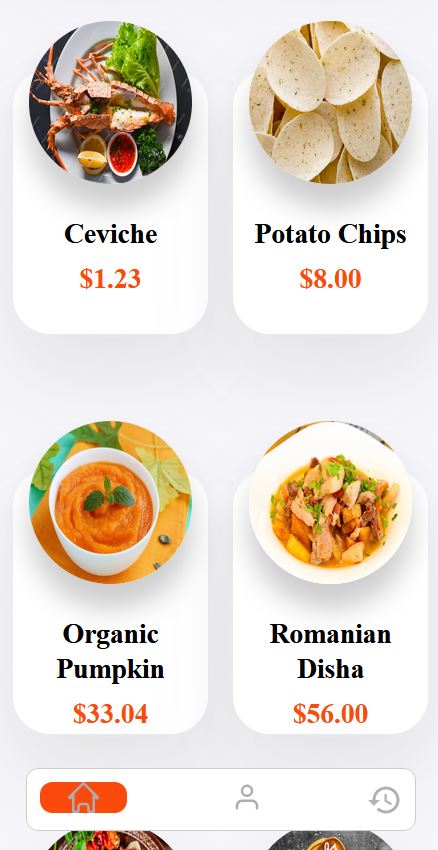 Ceviche
$1.23
Potato Chips
$8.00
Organic
Pumpkin
$33.04
Romanian
Disha
$56.00